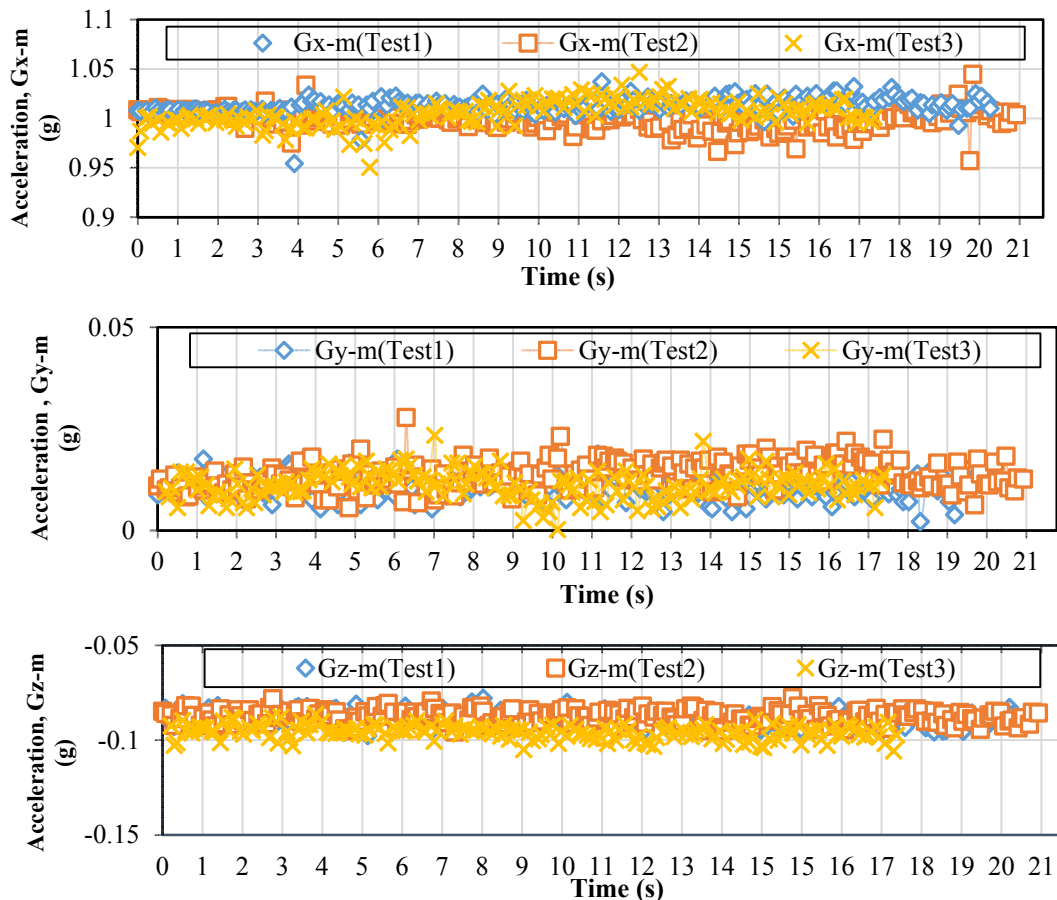 1.1
1.05
1
0.95
0.9
Acceleration, Gx-m
(g)
Gx-m(Test1) Gx-m(Test2) Gx-m(Test3)
0 1 2 3 4 5 6 7 8 9 10 11 12 13 14 15 15 16 17 18 19 20 21
Time (s)
0.05
0
Acceleration , Gy-m
(g)
Gy-m(Test1) Gy-m(Test2) Gy-m(Test3)
0 1 2 3 4 5 6 7 8 9 10 11 12 13 14 15 15 16 17 18 19 20 21
Time (s)
-0.05
-0.1
-0.15
Acceleration, Gz-m
(g)
Gz-m(Test1) Gz-m(Test2) Gz-m(Test3)
0 1 2 3 4 5 6 7 8 9 10 11 12 13 14 15 15 16 17 18 19 20 21
Time (s)